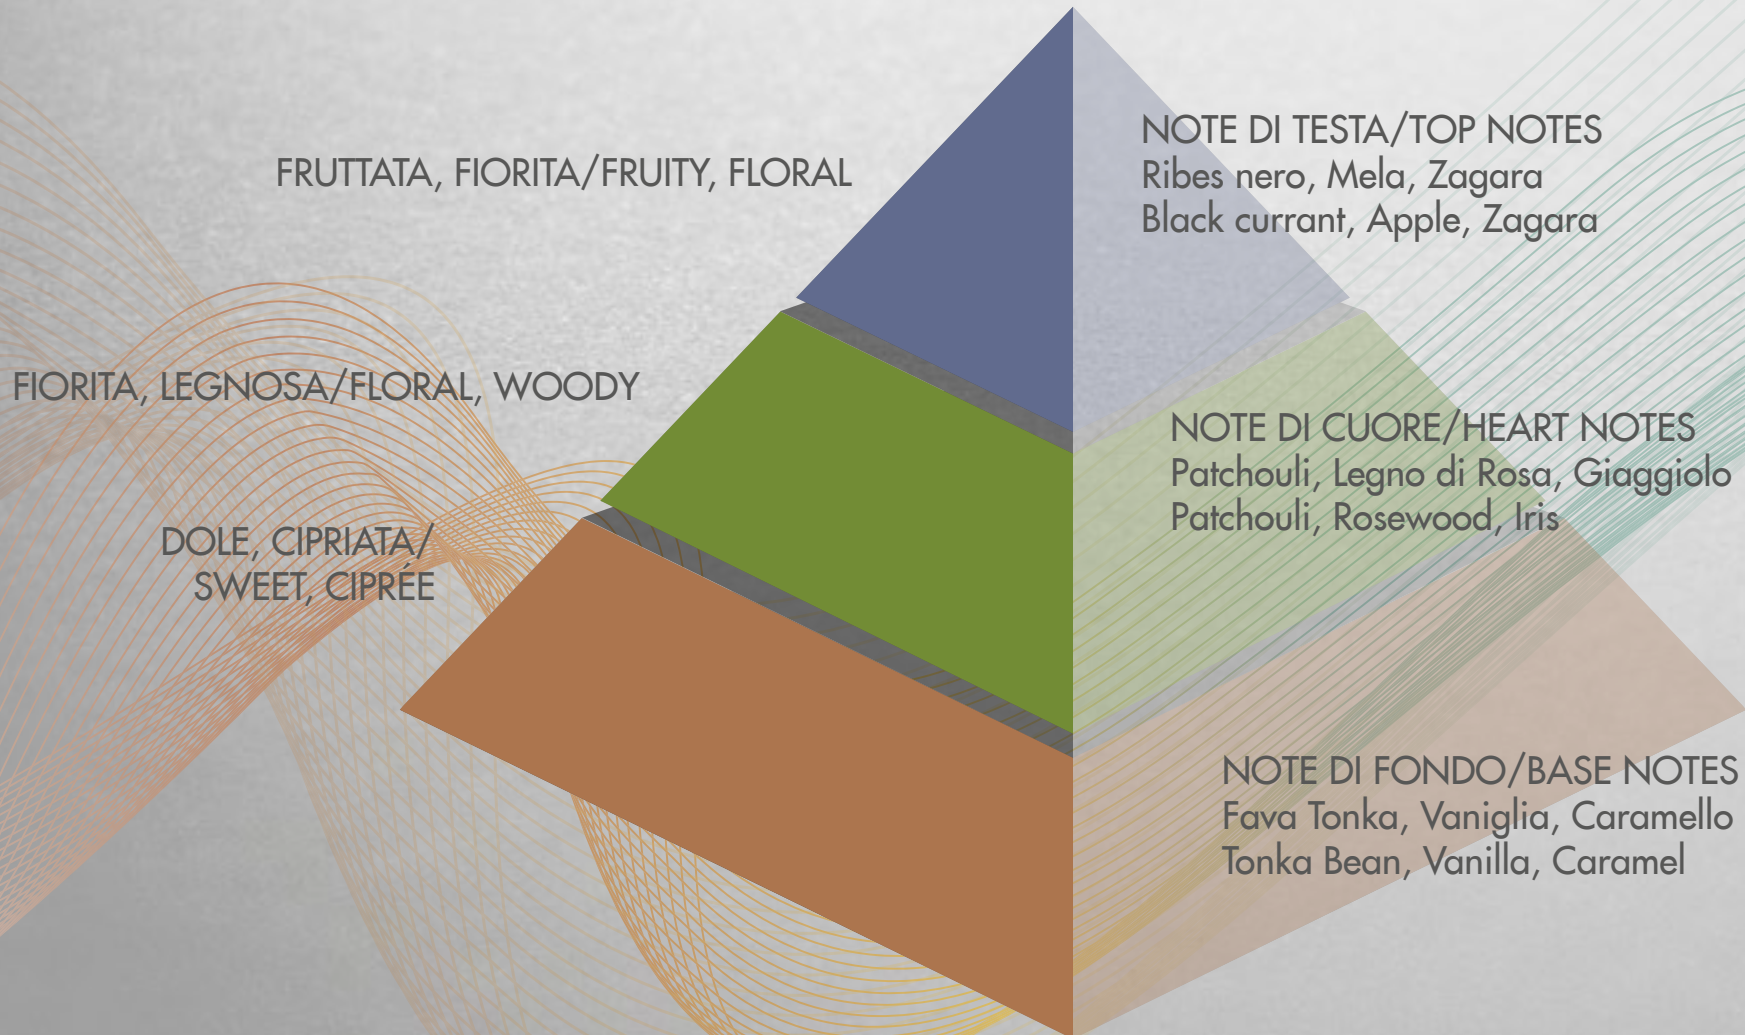 FRUTTATA, FIORITA/FRUITY, FLORAL
NOTE DI TESTA/TOP NOTES
Ribes nero, Mela, Zagara
Black currant, Apple, Zagara
FIORITA, LEGNOSA/FLORAL, WOODY
NOTE DI CUORE/HEART NOTES
Patchouli, Legno di Rosa, Giaggiolo
Patchouli, Rosewood, Iris
DOLE, CIPRIATA/
SWEET, CIPRÉE
NOTE DI FONDO/BASE NOTES
Fava Tonka, Vaniglia, Caramello
Tonka Bean, Vanilla, Caramel